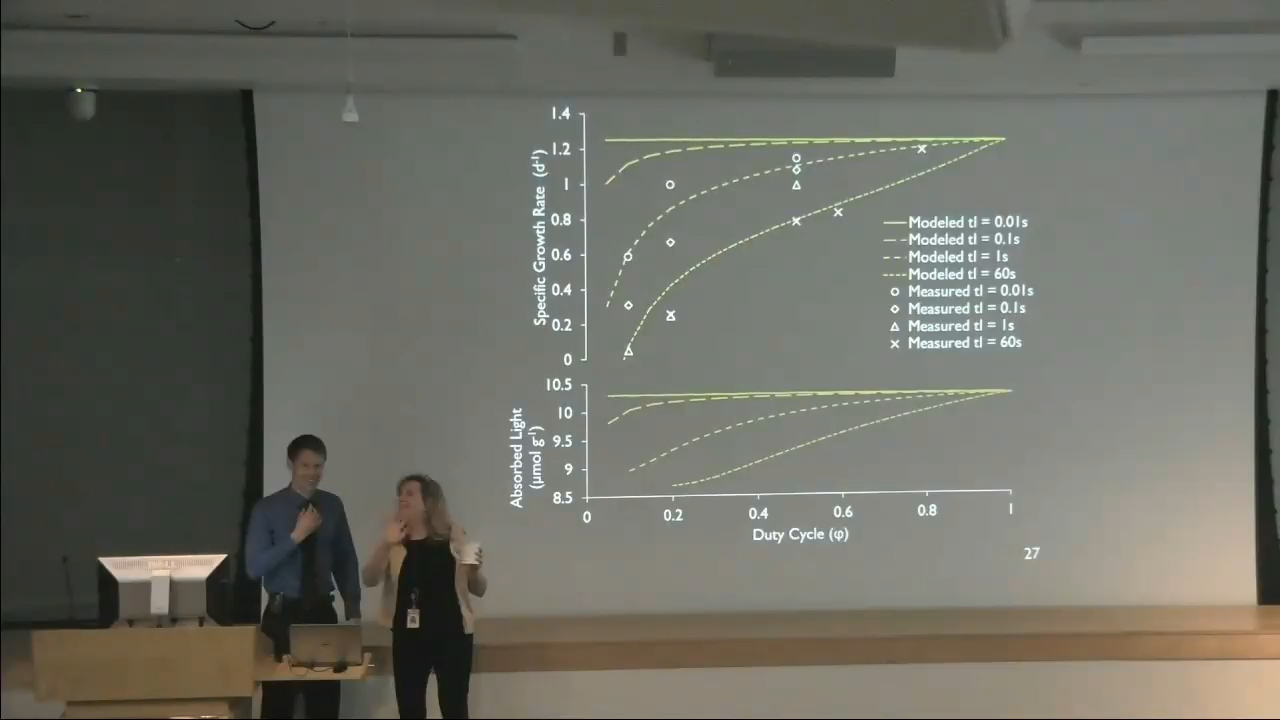 1.4
1.2
1
0.8
0.6
0.4
0.2
0
Specific Growth Rate (d⁻¹)
Modeled tl = 0.01s
Modeled tl = 0.1s
Modeled tl = 1s
Modeled tl = 60s
Measured tl = 0.01s
Measured tl = 0.1s
Measured tl = 1s
Measured tl = 60s
10.5
10
9.5
9
8.5
Absorbed Light
(μmol g⁻¹)
0 0.2 0.4 0.6 0.8 1
Duty Cycle (φ)
27
DELL